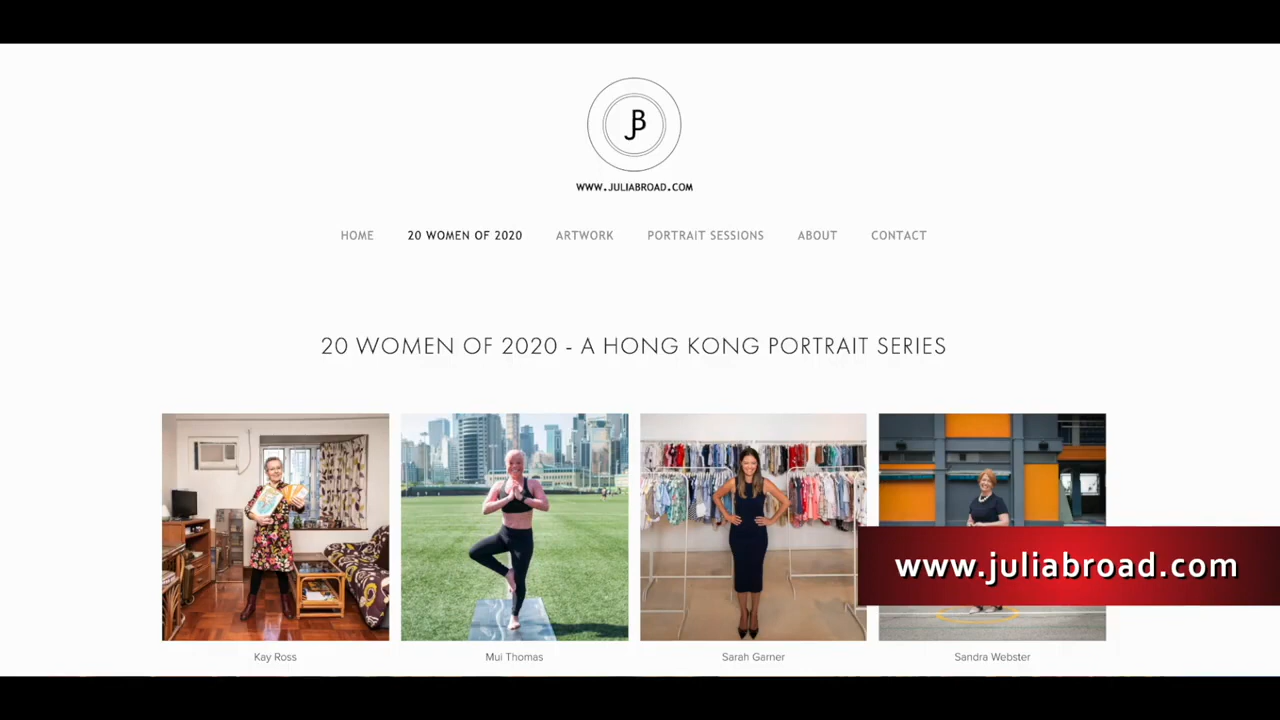 JB
WWW.JULIABROAD.COM
HOME 20 WOMEN OF 2020 ARTWORK PORTRAIT SESSIONS ABOUT CONTACT
20 WOMEN OF 2020 - A HONG KONG PORTRAIT SERIES
www.juliabroad.com
Kay Ross Mui Thomas Sarah Garner Sandra Webster